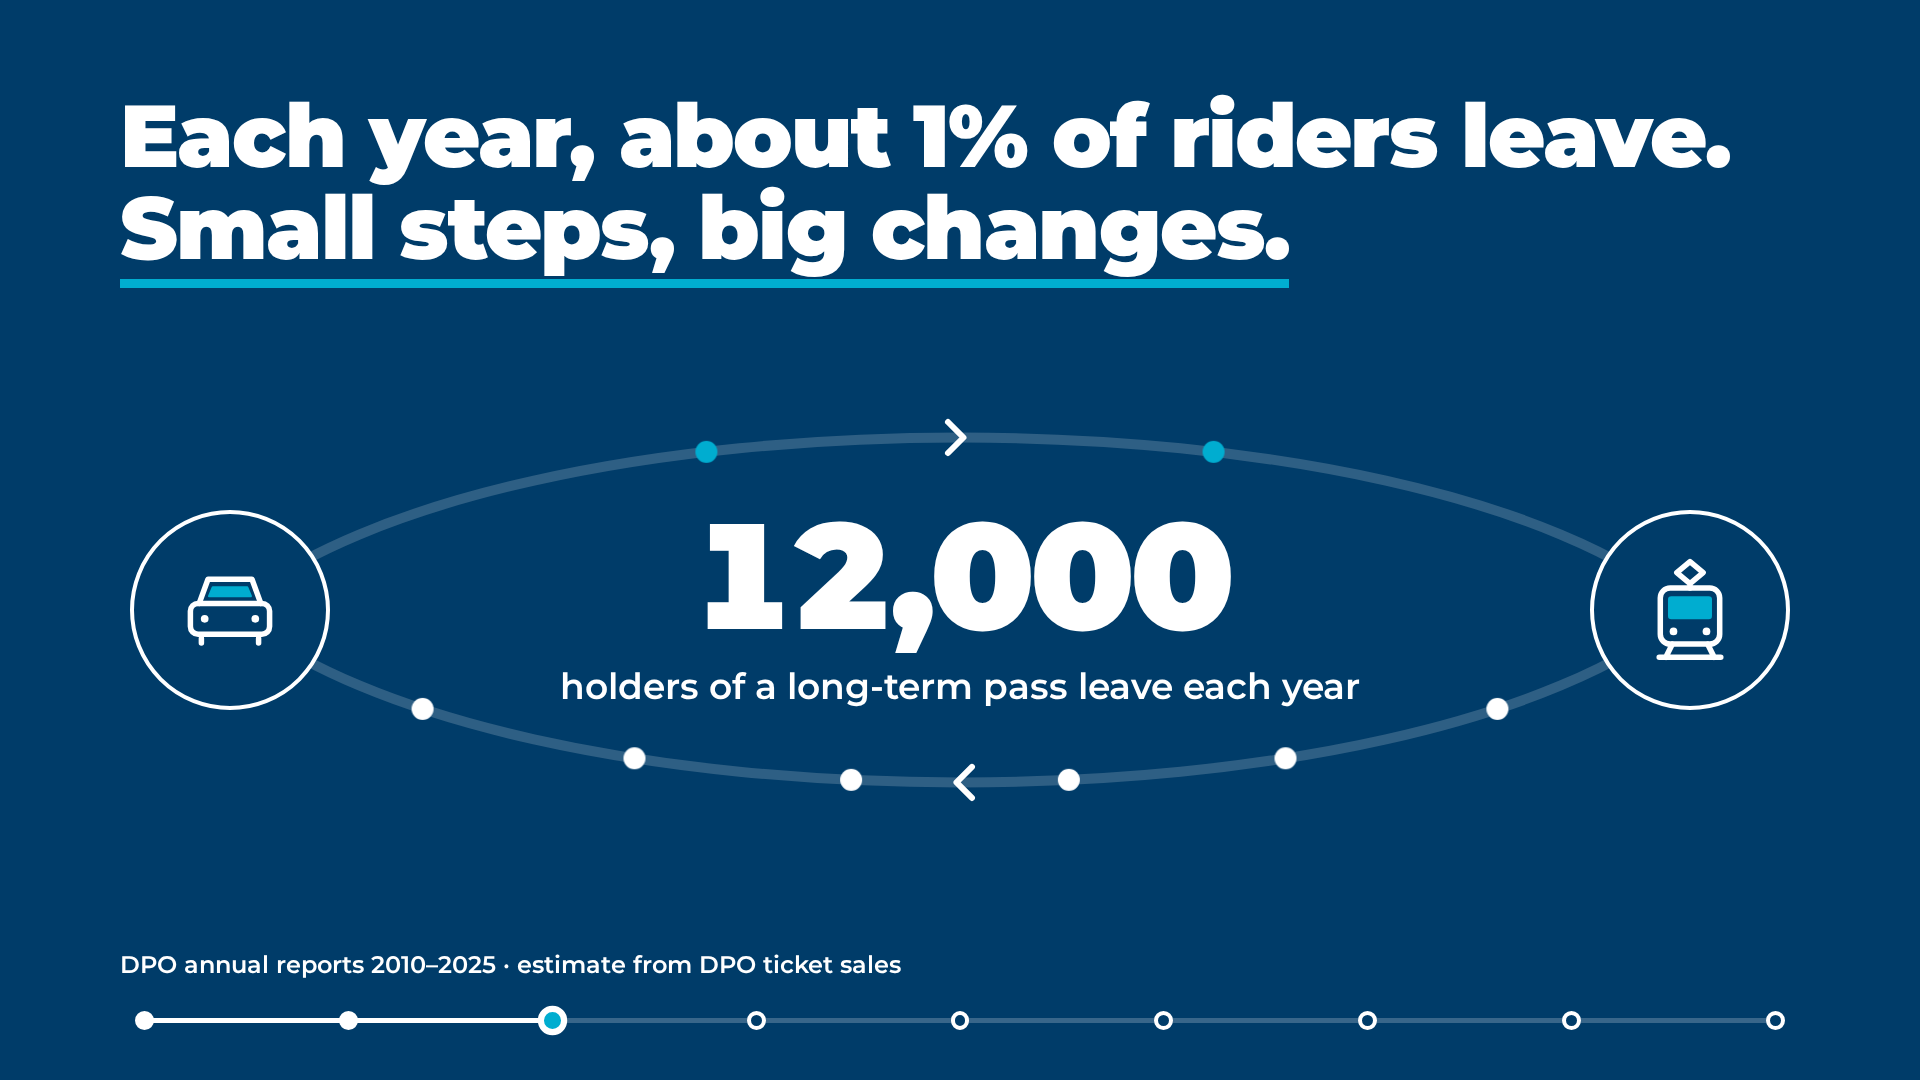 Each year, about 1% of riders leave.
Small steps, big changes.
12,000
holders of a long-term pass leave each year
DPO annual reports 2010–2025 · estimate from DPO ticket sales